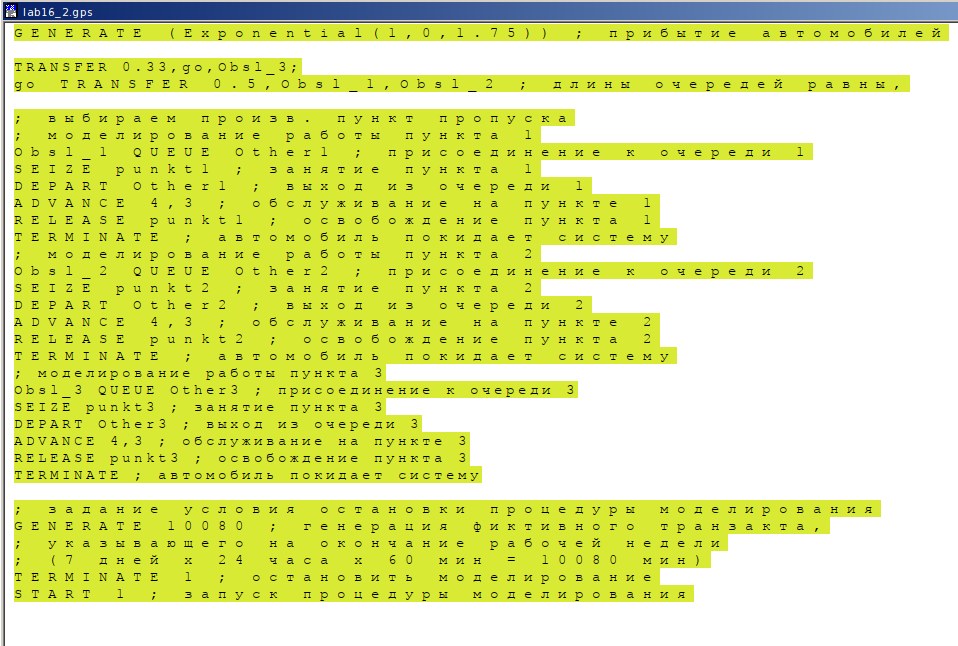 lab16_2.gps
GENERATE (Exponential(1,0,1.75)) ; прибытие автомобилей
TRANSFER 0.33,go,Obsl_3;
go TRANSFER 0.5,Obsl_1,Obsl_2 ; длины очередей равны,
; выбираем произв. пункт пропуска
; моделирование работы пункта 1
Obsl_1 QUEUE Other1 ; присоединение к очереди 1
SEIZE punkt1 ; занятие пункта 1
DEPART Other1 ; выход из очереди 1
ADVANCE 4,3 ; обслуживание на пункте 1
RELEASE punkt1 ; освобождение пункта 1
TERMINATE ; автомобиль покидает систему
; моделирование работы пункта 2
Obsl_2 QUEUE Other2 ; присоединение к очереди 2
SEIZE punkt2 ; занятие пункта 2
DEPART Other2 ; выход из очереди 2
ADVANCE 4,3 ; обслуживание на пункте 2
RELEASE punkt2 ; освобождение пункта 2
TERMINATE ; автомобиль покидает систему
; моделирование работы пункта 3
Obsl_3 QUEUE Other3 ; присоединение к очереди 3
SEIZE punkt3 ; занятие пункта 3
DEPART Other3 ; выход из очереди 3
ADVANCE 4,3 ; обслуживание на пункте 3
RELEASE punkt3 ; освобождение пункта 3
TERMINATE ; автомобиль покидает систему
; задание условия остановки процедуры моделирования
GENERATE 10080 ; генерация фиктивного транзакта,
; указывающего на окончание рабочей недели
; (7 дней x 24 часа x 60 мин = 10080 мин)
TERMINATE 1 ; остановить моделирование
START 1 ; запуск процедуры моделирования